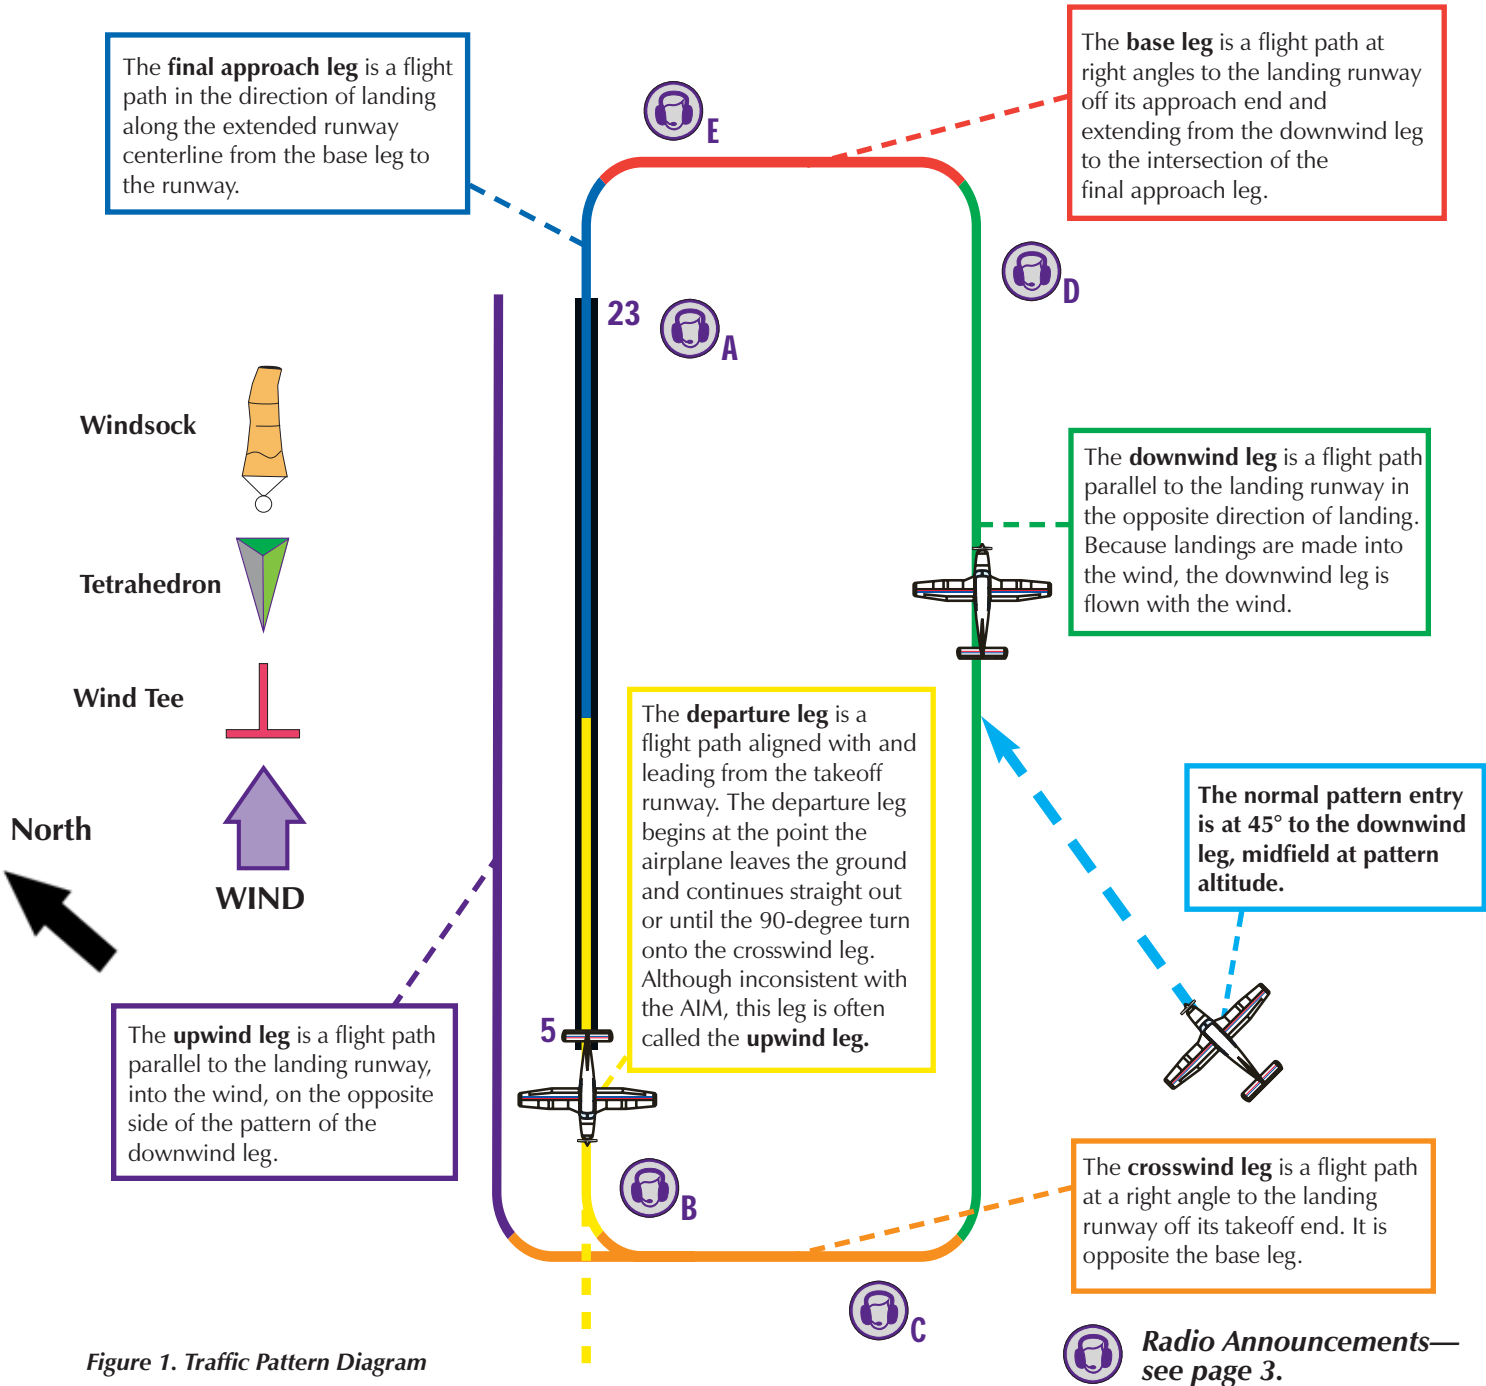 The final approach leg is a flight
path in the direction of landing
along the extended runway
centerline from the base leg to
the runway.
E
The base leg is a flight path at
right angles to the landing runway
off its approach end and
extending from the downwind leg
to the intersection of the
final approach leg.
D
23
A
Windsock
Tetrahedron
Wind Tee
North
WIND
The downwind leg is a flight path
parallel to the landing runway in
the opposite direction of landing.
Because landings are made into
the wind, the downwind leg is
flown with the wind.
The departure leg is a
flight path aligned with and
leading from the takeoff
runway. The departure leg
begins at the point the
airplane leaves the ground
and continues straight out
or until the 90-degree turn
onto the crosswind leg.
Although inconsistent with
the AIM, this leg is often
called the upwind leg.
The normal pattern entry
is at 45° to the downwind
leg, midfield at pattern
altitude.
5
The upwind leg is a flight path
parallel to the landing runway,
into the wind, on the opposite
side of the pattern of the
downwind leg.
B
The crosswind leg is a flight path
at a right angle to the landing
runway off its takeoff end. It is
opposite the base leg.
C
Figure 1. Traffic Pattern Diagram
Radio Announcements—
see page 3.